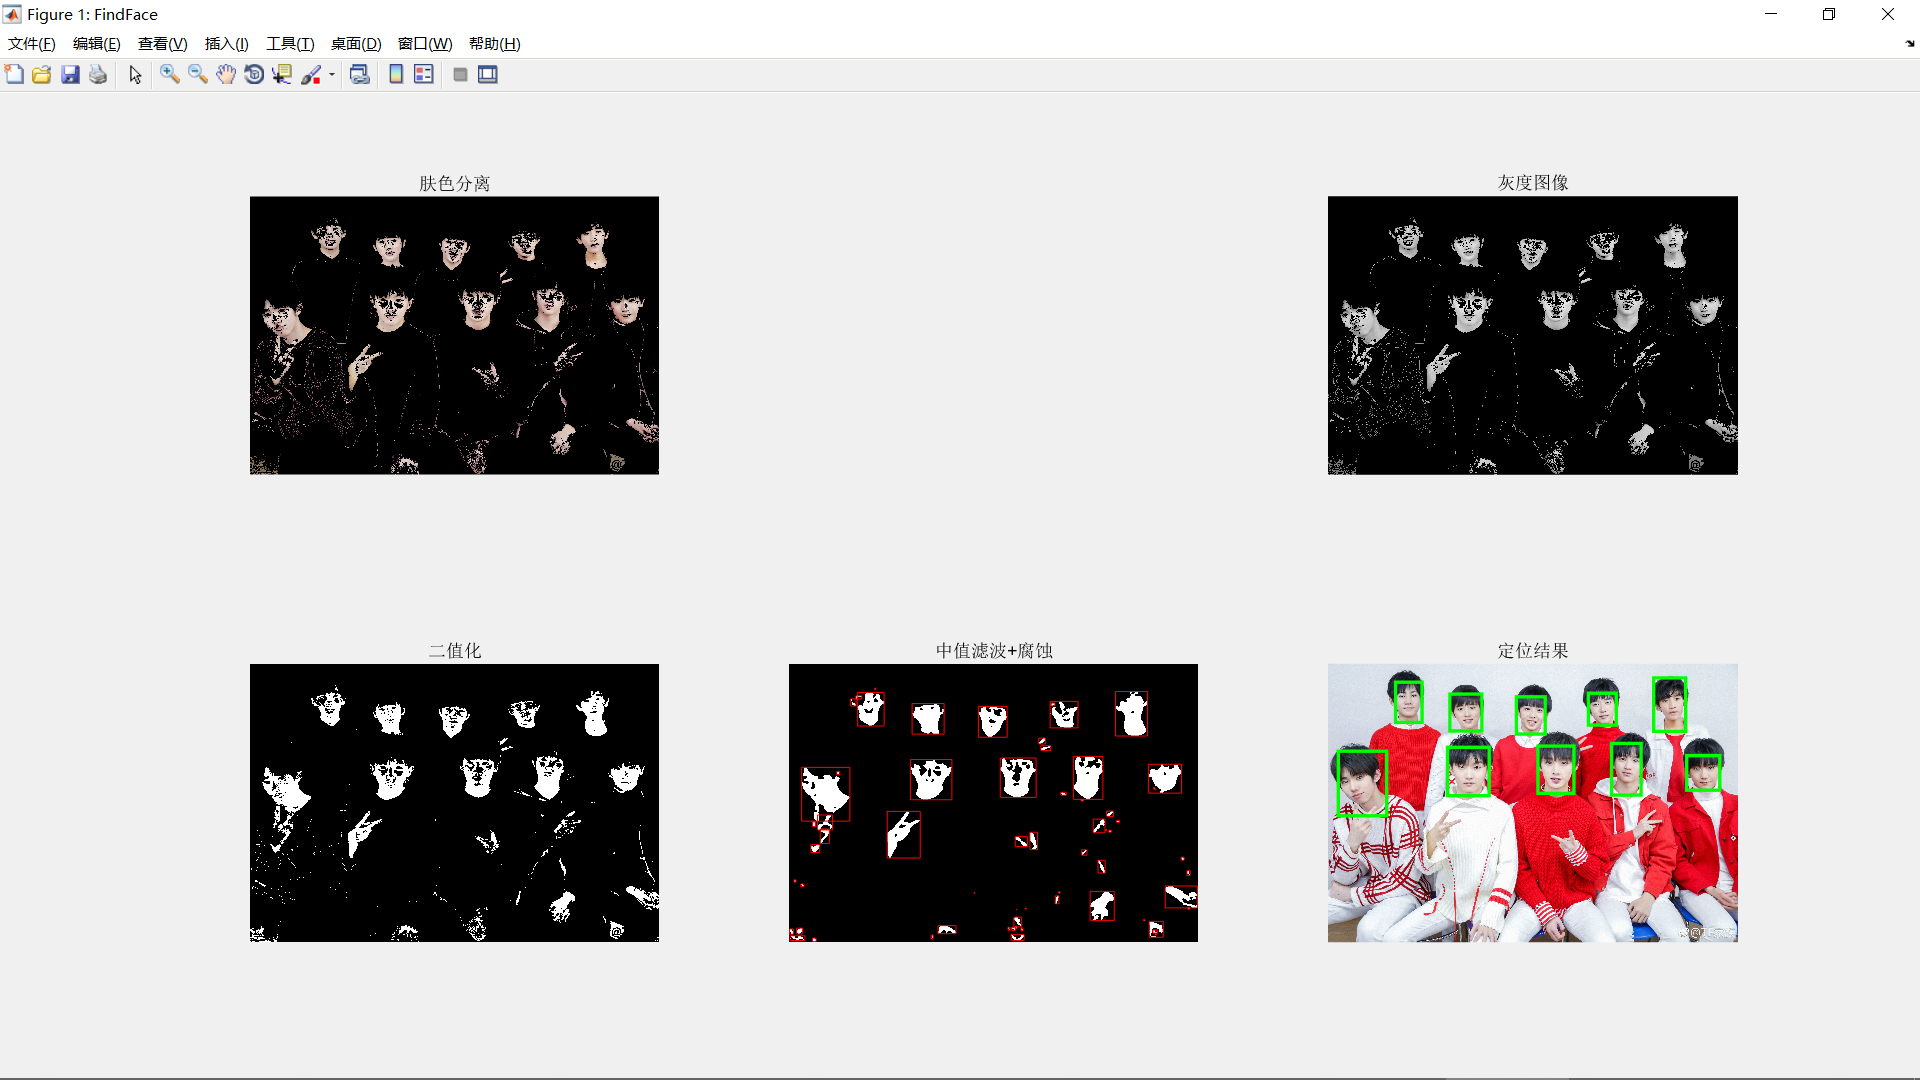 Figure 1: FindFace
文件(F) 编辑(E) 查看(V) 插入(I) 工具(T) 桌面(D) 窗口(W) 帮助(H)
肤色分离
灰度图像
二值化
中值滤波+腐蚀
定位结果